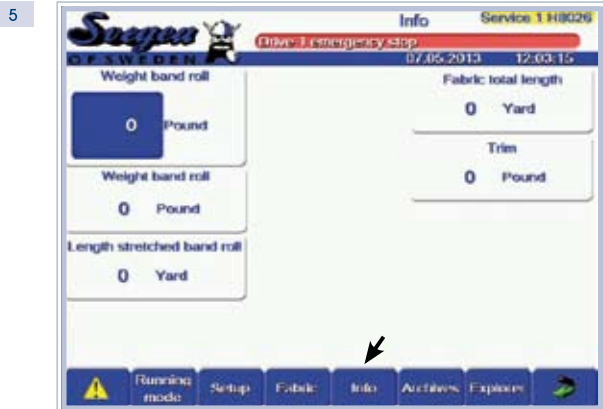 5
Svegea
OF SWEDEN
Info
Service 1 H8026
Drive 1 emergency stop
07.05.2013 12:03:15
Weight band roll
0 Pound
Weight band roll
0 Pound
Length stretched band roll
0 Yard
Fabric total length
0 Yard
Trim
0 Pound
Running
mode
Setup
Fabric
Info
Archives
Explorer